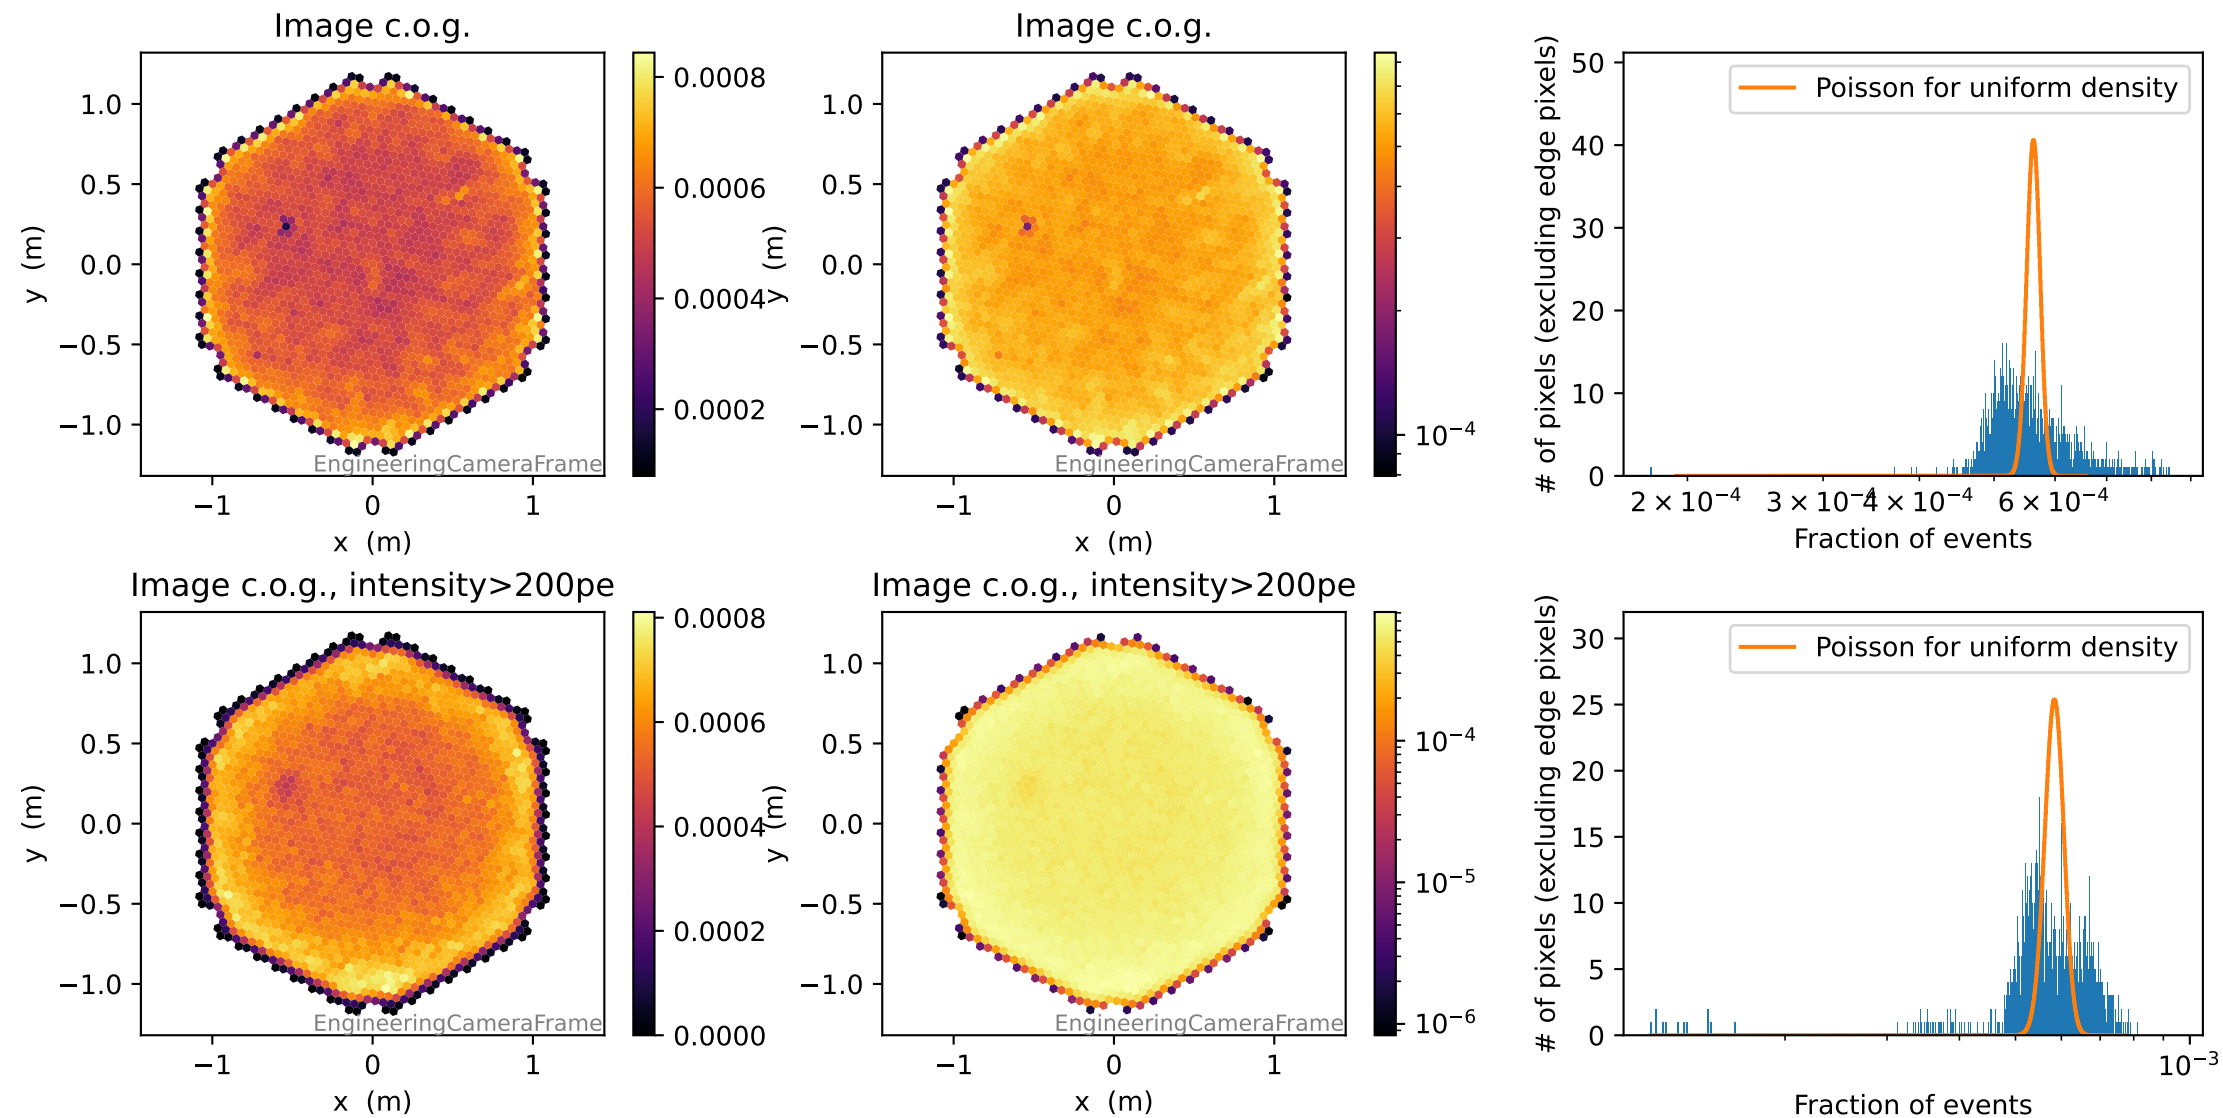 Image c.o.g.
1.0
0.5
0.0
−0.5
−1.0
y (m)
−1
0
1
x (m)
EngineeringCameraFrame
0.0008
0.0006
0.0004
0.0002
Image c.o.g.
1.0
0.5
0.0
−0.5
−1.0
y (m)
−1
0
1
x (m)
EngineeringCameraFrame
10⁻⁴
50
40
30
20
10
0
# of pixels (excluding edge pixels)
Poisson for uniform density
2 × 10⁻⁴
3 × 10⁻⁴
4 × 10⁻⁴
6 × 10⁻⁴
Fraction of events
Image c.o.g., intensity>200pe
1.0
0.5
0.0
−0.5
−1.0
y (m)
−1
0
1
x (m)
EngineeringCameraFrame
0.0008
0.0006
0.0004
0.0002
0.0000
Image c.o.g., intensity>200pe
1.0
0.5
0.0
−0.5
−1.0
y (m)
−1
0
1
x (m)
EngineeringCameraFrame
10⁻⁴
10⁻⁵
10⁻⁶
30
25
20
15
10
5
0
# of pixels (excluding edge pixels)
Poisson for uniform density
10⁻³
Fraction of events